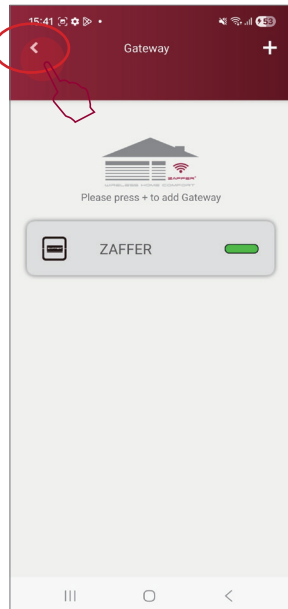 15:41
53
Gateway
+
ZAFFER
WIRELESS HOME COMFORT
Please press + to add Gateway
ZAFFER